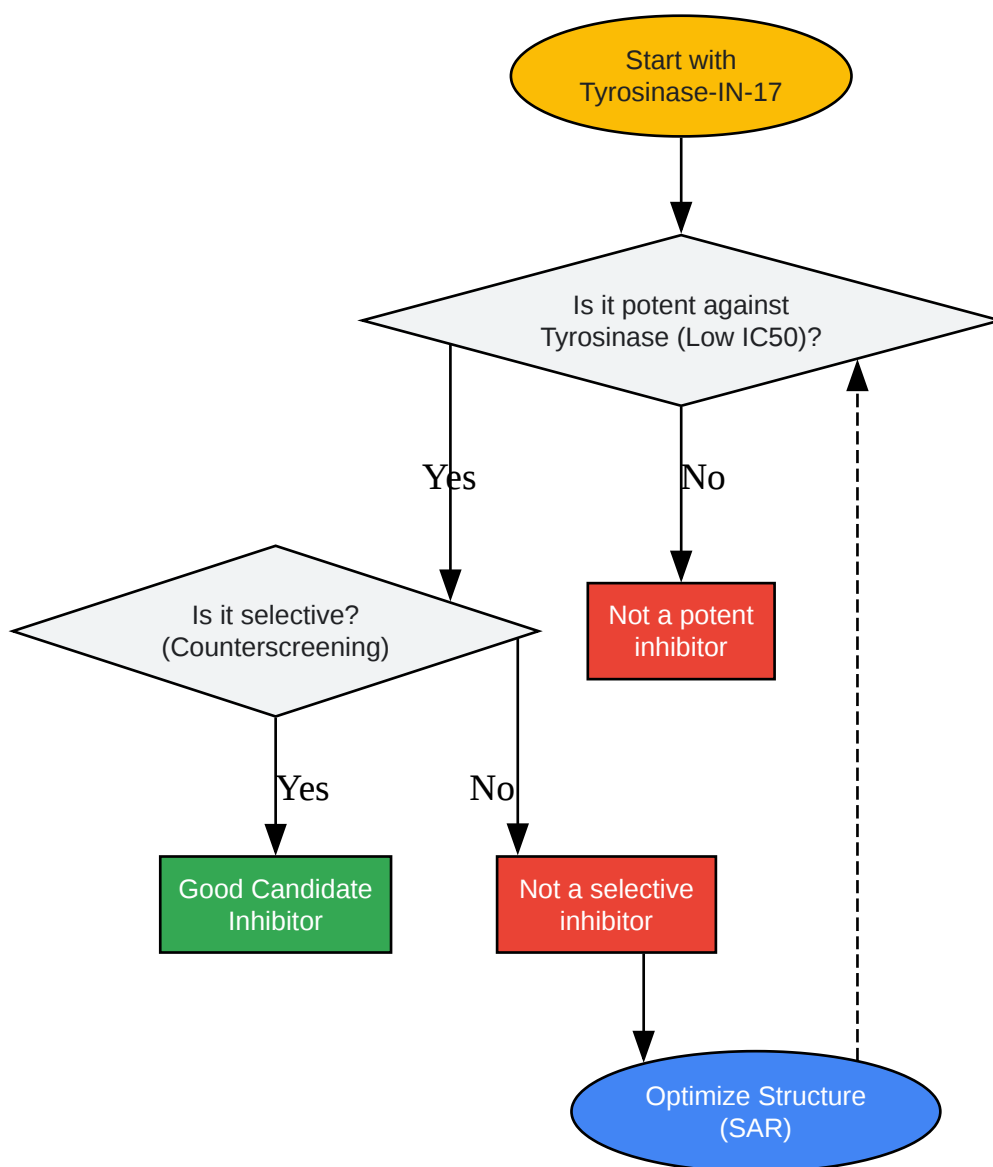 Start with
Tyrosinase-IN-17
Is it potent against
Tyrosinase (Low IC50)?
Yes
No
Is it selective?
(Counterscreening)
Not a potent
inhibitor
Yes
No
Good Candidate
Inhibitor
Not a selective
inhibitor
Optimize Structure
(SAR)